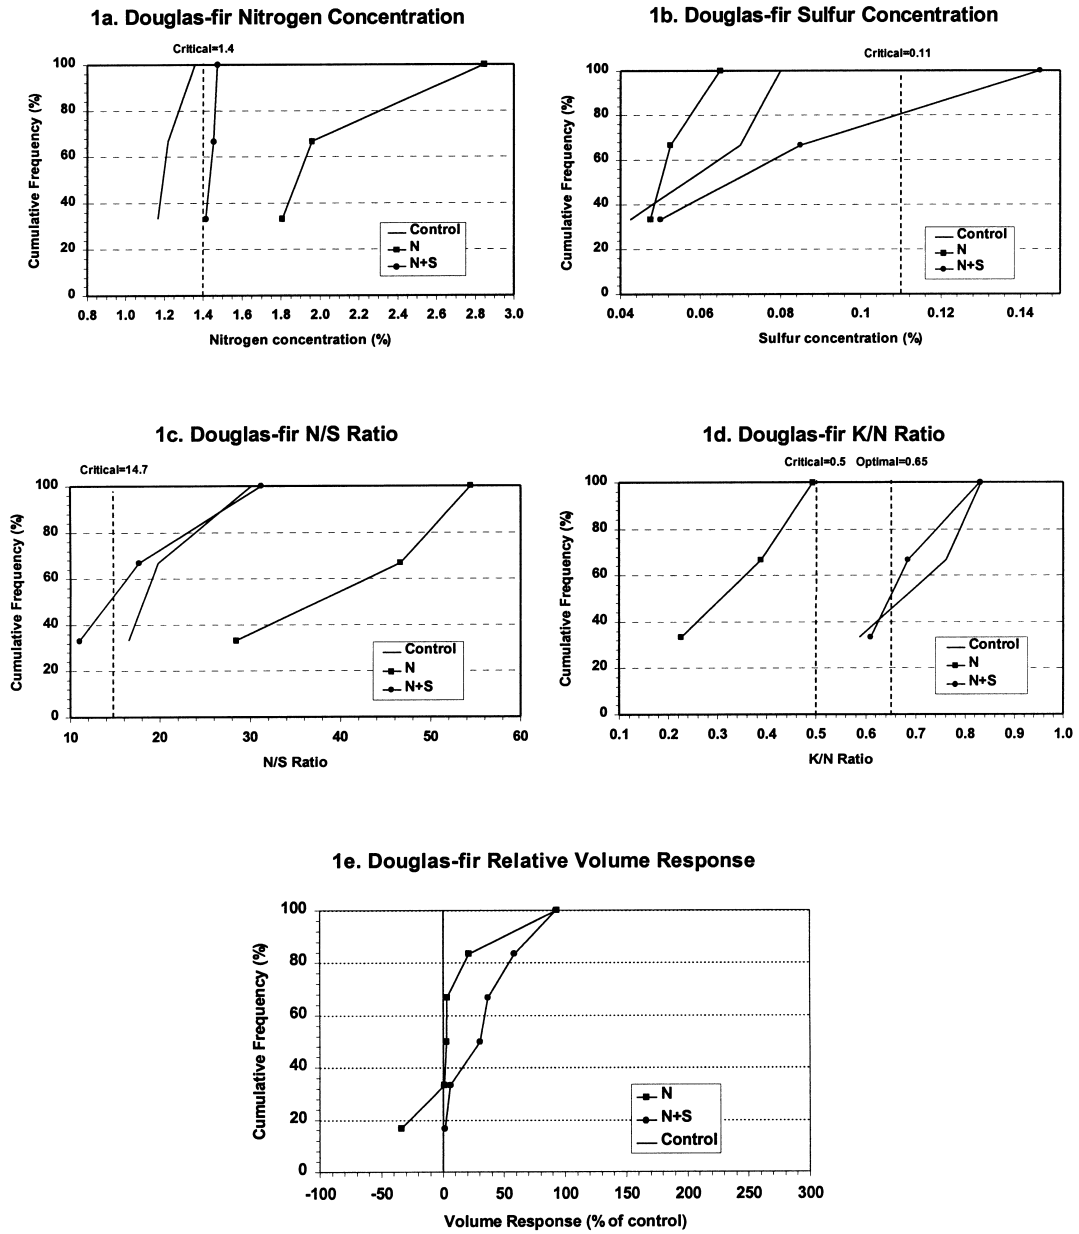 1a. Douglas-fir Nitrogen Concentration
Critical=1.4
Cumulative Frequency (%)
100
80
60
40
20
0
Control
N
N+S
0.8 1.0 1.2 1.4 1.6 1.8 2.0 2.2 2.4 2.6 2.8 3.0
Nitrogen concentration (%)
1b. Douglas-fir Sulfur Concentration
Critical=0.11
Cumulative Frequency (%)
100
80
60
40
20
0
Control
N
N+S
0.04 0.06 0.08 0.1 0.12 0.14
Sulfur concentration (%)
1c. Douglas-fir N/S Ratio
Critical=14.7
Cumulative Frequency (%)
100
80
60
40
20
0
Control
N
N+S
10 20 30 40 50 60
N/S Ratio
1d. Douglas-fir K/N Ratio
Critical=0.5 Optimal=0.65
Cumulative Frequency (%)
100
80
60
40
20
0
Control
N
N+S
0.1 0.2 0.3 0.4 0.5 0.6 0.7 0.8 0.9 1.0
K/N Ratio
1e. Douglas-fir Relative Volume Response
Cumulative Frequency (%)
100
80
60
40
20
0
N
N+S
Control
-100 -50 0 50 100 150 200 250 300
Volume Response (% of control)